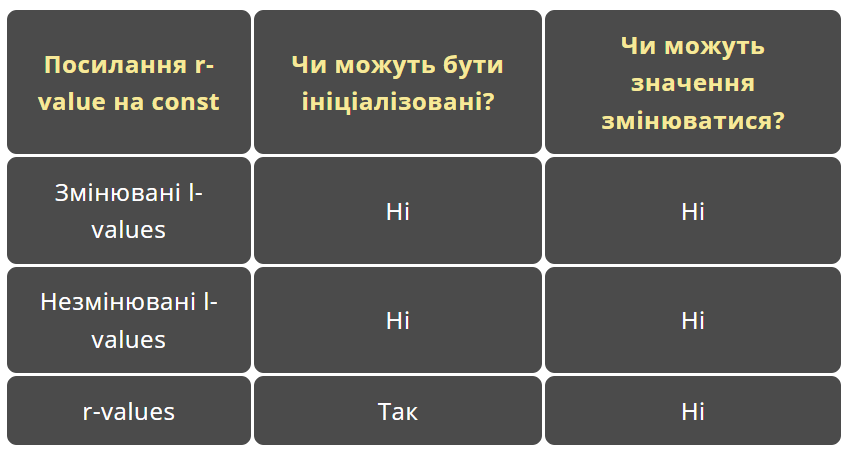 Посилання r-
value на const
Чи можуть бути
ініціалізовані?
Чи можуть
значення
змінюватися?
Змінювані l-
values
Ні
Ні
Незмінювані l-
values
Ні
Ні
r-values
Так
Ні